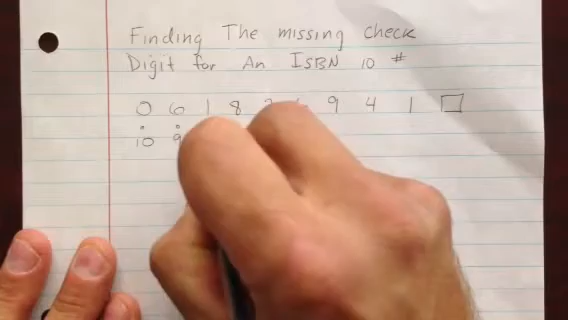 Finding The missing check
Digit for An ISBN 10 #
0 6 1 8 9 4 1
10 9